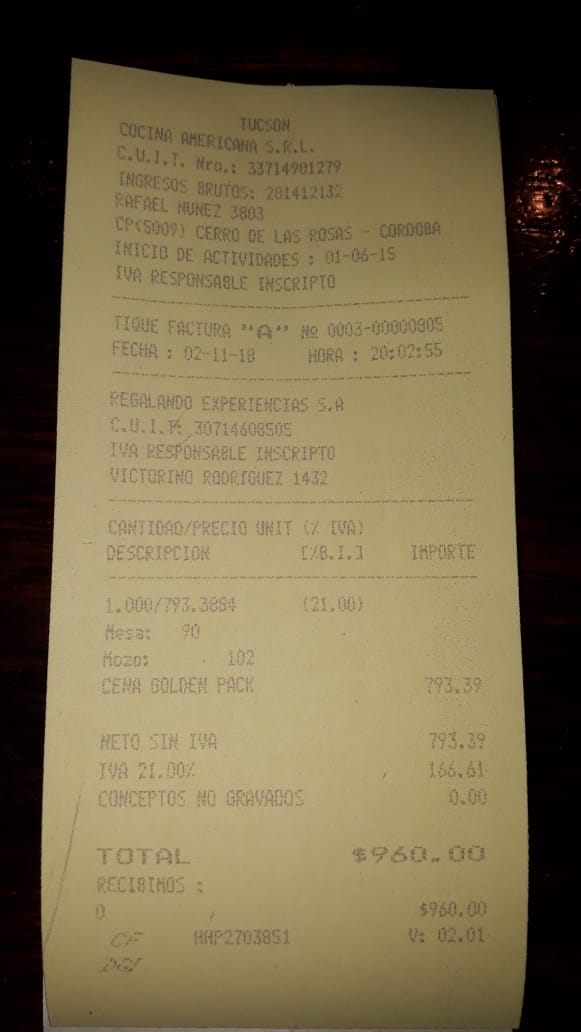 TUCSON
COCINA AMERICANA S.R.L.
C.U.I.T. Nro.: 33714901279
INGRESOS BRUTOS: 281412132
RAFAEL NUNEZ 3803
CP(5009) CERRO DE LAS ROSAS - CORDOBA
INICIO DE ACTIVIDADES : 01-06-15
IVA RESPONSABLE INSCRIPTO
TIQUE FACTURA "A" Nº 0003-00000805
FECHA : 02-11-18 HORA : 20:02:55
REGALANDO EXPERIENCIAS S.A
C.U.I.T: 30714608505
IVA RESPONSABLE INSCRIPTO
VICTORINO RODRIGUEZ 1432
CANTIDAD/PRECIO UNIT (% IVA)
DESCRIPCION [%B.I.] IMPORTE
1.000/793.3884 (21.00)
Mesa: 90
Mozo: 102
CENA GOLDEN PACK 793.39
NETO SIN IVA 793.39
IVA 21.00% 166.61
CONCEPTOS NO GRAVADOS 0.00
TOTAL $960.00
RECIBIMOS :
0 $960.00
CF HHP2703851 V: 02.01
DGI